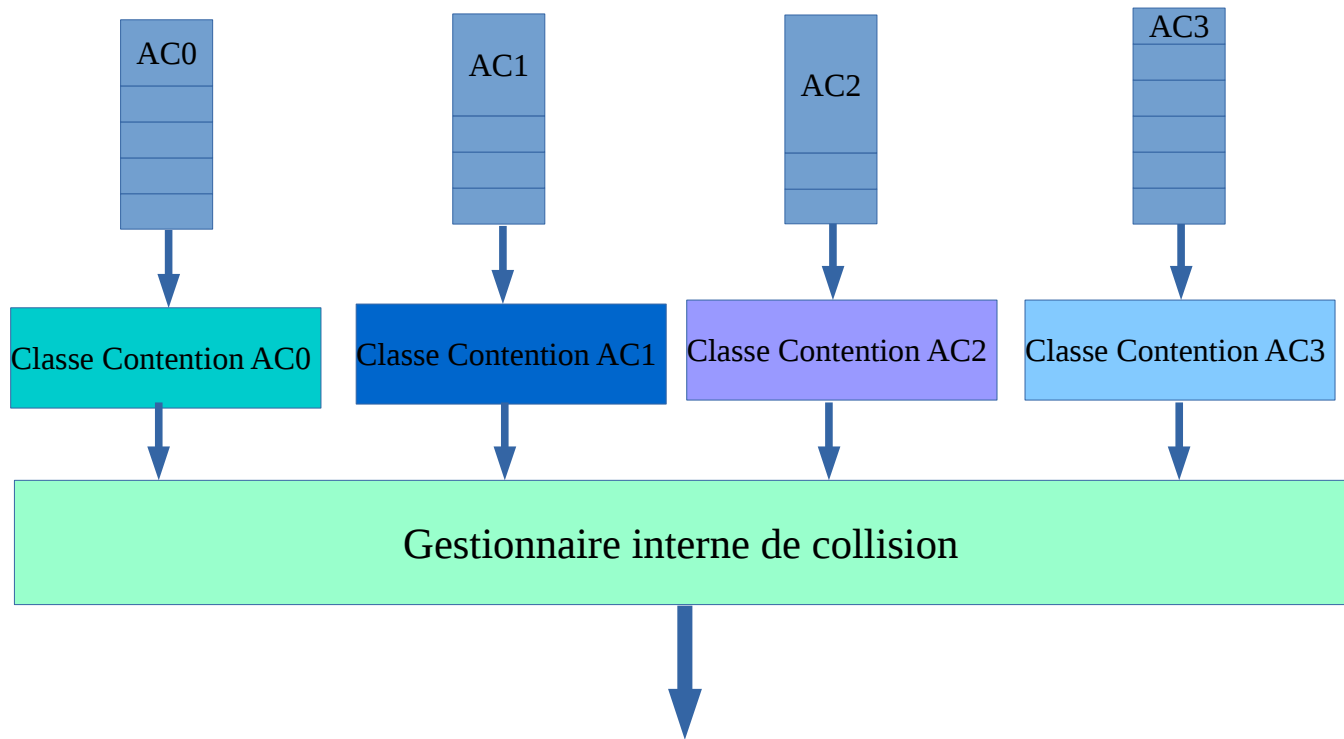 AC0
AC1
AC2
AC3
Classe Contention AC0
Classe Contention AC1
Classe Contention AC2
Classe Contention AC3
Gestionnaire interne de collision